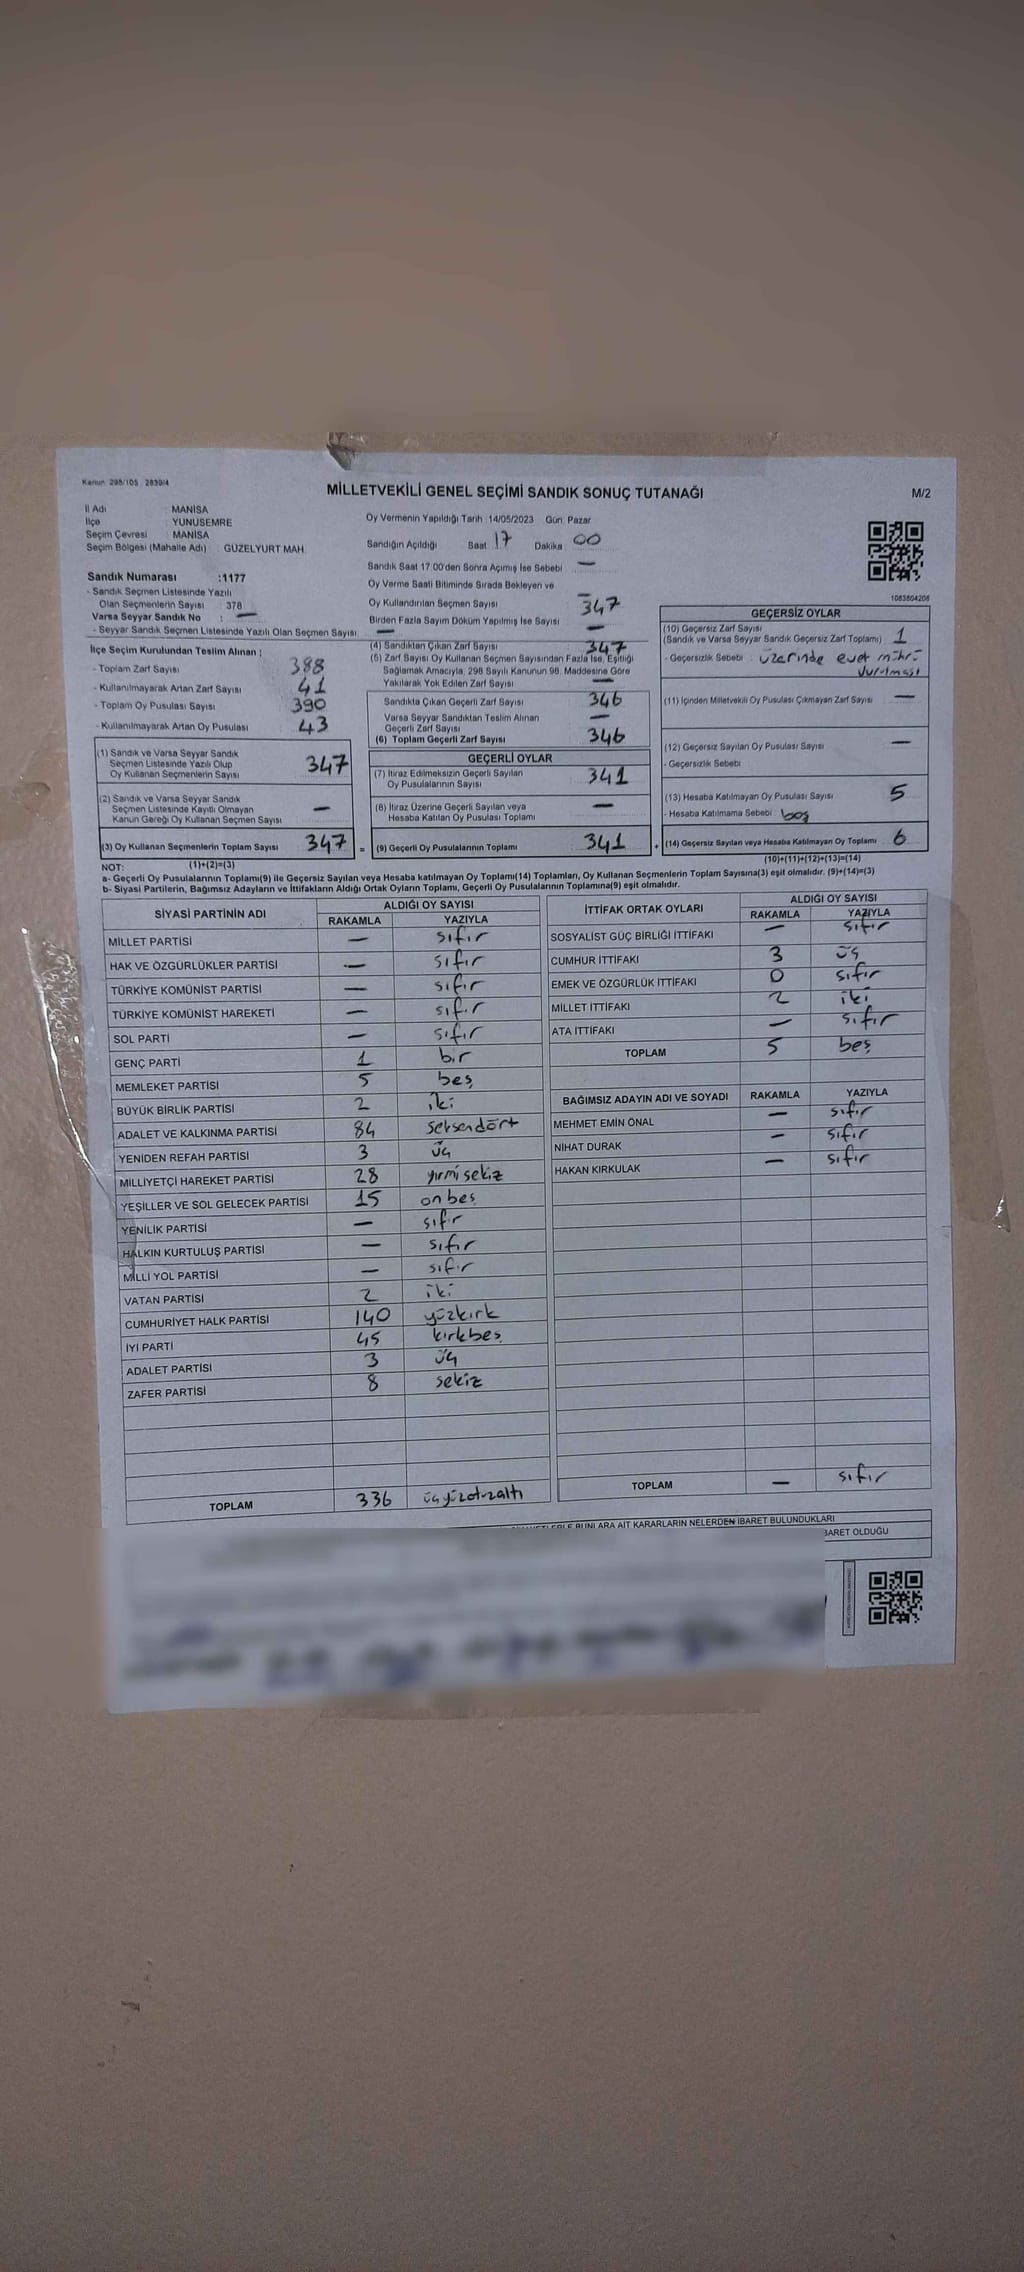 Kanun: 298/105 2839/4
MİLLETVEKİLİ GENEL SEÇİMİ SANDIK SONUÇ TUTANAĞI
M/2
İl Adı MANİSA
İlçe YUNUSEMRE
Seçim Çevresi MANİSA
Seçim Bölgesi (Mahalle Adı) : GÜZELYURT MAH.
Sandık Numarası :1177
- Sandık Seçmen Listesinde Yazılı
Olan Seçmenlerin Sayısı : 378
Varsa Seyyar Sandık No : —
- Seyyar Sandık Seçmen Listesinde Yazılı Olan Seçmen Sayısı —
İlçe Seçim Kurulundan Teslim Alınan ;
- Toplam Zarf Sayısı 388
- Kullanılmayarak Artan Zarf Sayısı 41
- Toplam Oy Pusulası Sayısı 390
- Kullanılmayarak Artan Oy Pusulası 43
(1) Sandık ve Varsa Seyyar Sandık
Seçmen Listesinde Yazılı Olup
Oy Kullanan Seçmenlerin Sayısı 347
(2) Sandık ve Varsa Seyyar Sandık
Seçmen Listesinde Kayıtlı Olmayan
Kanun Gereği Oy Kullanan Seçmen Sayısı —
(3) Oy Kullanan Seçmenlerin Toplam Sayısı 347
(1)+(2)=(3)
Oy Vermenin Yapıldığı Tarih :14/05/2023 Gün: Pazar
Sandığın Açıldığı Saat 17 Dakika 00
Sandık Saat 17:00'den Sonra Açımış İse Sebebi —
Oy Verme Saati Bitiminde Sırada Bekleyen ve —
Oy Kullandırılan Seçmen Sayısı 347
Birden Fazla Sayım Döküm Yapılmış İse Sayısı —
(4) Sandıktan Çıkan Zarf Sayısı 347
(5) Zarf Sayısı Oy Kullanan Seçmen Sayısından Fazla İse, Eşitliği
Sağlamak Amacıyla, 298 Sayılı Kanunun 98. Maddesine Göre
Yakılarak Yok Edilen Zarf Sayısı —
Sandıkta Çıkan Geçerli Zarf Sayısı 346
Varsa Seyyar Sandıktan Teslim Alınan
Geçerli Zarf Sayısı —
(6) Toplam Geçerli Zarf Sayısı 346
GEÇERLİ OYLAR
(7) İtiraz Edilmeksizin Geçerli Sayılan
Oy Pusulalarının Sayısı 341
(8) İtiraz Üzerine Geçerli Sayılan veya
Hesaba Katılan Oy Pusulası Toplamı —
= (9) Geçerli Oy Pusulalarının Toplamı 341 +
1083804206
GEÇERSİZ OYLAR
(10) Geçersiz Zarf Sayısı
(Sandık ve Varsa Seyyar Sandık Geçersiz Zarf Toplamı) 1
- Geçersizlik Sebebi : üzerinde evet mührü
vurulması
(11) İçinden Milletvekili Oy Pusulası Çıkmayan Zarf Sayısı —
(12) Geçersiz Sayılan Oy Pusulası Sayısı —
- Geçersizlik Sebebi
(13) Hesaba Katılmayan Oy Pusulası Sayısı 5
- Hesaba Katılmama Sebebi boş
(14) Geçersiz Sayılan veya Hesaba Katılmayan Oy Toplamı 6
(10)+(11)+(12)+(13)=(14)
NOT:
a- Geçerli Oy Pusulalarının Toplamı(9) ile Geçersiz Sayılan veya Hesaba katılmayan Oy Toplamı(14) Toplamları, Oy Kullanan Seçmenlerin Toplam Sayısına(3) eşit olmalıdır. (9)+(14)=(3)
b- Siyasi Partilerin, Bağımsız Adayların ve İttifakların Aldığı Ortak Oyların Toplamı, Geçerli Oy Pusulalarının Toplamına(9) eşit olmalıdır.
SİYASİ PARTİNİN ADI ALDIĞI OY SAYISI
RAKAMLA YAZIYLA
MİLLET PARTİSİ — sıfır
HAK VE ÖZGÜRLÜKLER PARTİSİ — sıfır
TÜRKİYE KOMÜNİST PARTİSİ — sıfır
TÜRKİYE KOMÜNİST HAREKETİ — sıfır
SOL PARTİ — sıfır
GENÇ PARTİ 1 bir
MEMLEKET PARTİSİ 5 beş
BÜYÜK BİRLİK PARTİSİ 2 iki
ADALET VE KALKINMA PARTİSİ 84 seksendört
YENİDEN REFAH PARTİSİ 3 üç
MİLLİYETÇİ HAREKET PARTİSİ 28 yirmisekiz
YEŞİLLER VE SOL GELECEK PARTİSİ 15 onbeş
YENİLİK PARTİSİ — sıfır
HALKIN KURTULUŞ PARTİSİ — sıfır
MİLLİ YOL PARTİSİ — sıfır
VATAN PARTİSİ 2 iki
CUMHURİYET HALK PARTİSİ 140 yüzkırk
İYİ PARTİ 45 kırkbeş
ADALET PARTİSİ 3 üç
ZAFER PARTİSİ 8 sekiz
TOPLAM 336 üçyüzotuzaltı
İTTİFAK ORTAK OYLARI ALDIĞI OY SAYISI
RAKAMLA YAZIYLA
SOSYALİST GÜÇ BİRLİĞİ İTTİFAKI — sıfır
CUMHUR İTTİFAKI 3 üç
EMEK VE ÖZGÜRLÜK İTTİFAKI 0 sıfır
MİLLET İTTİFAKI 2 iki
ATA İTTİFAKI — sıfır
TOPLAM 5 beş
BAĞIMSIZ ADAYIN ADI VE SOYADI RAKAMLA YAZIYLA
MEHMET EMİN ÖNAL — sıfır
NİHAT DURAK — sıfır
HAKAN KIRKULAK — sıfır
TOPLAM — sıfır
BUNLARA AİT KARARLARIN NELERDEN İBARET BULUNDUKLARI
BARET OLDUĞU